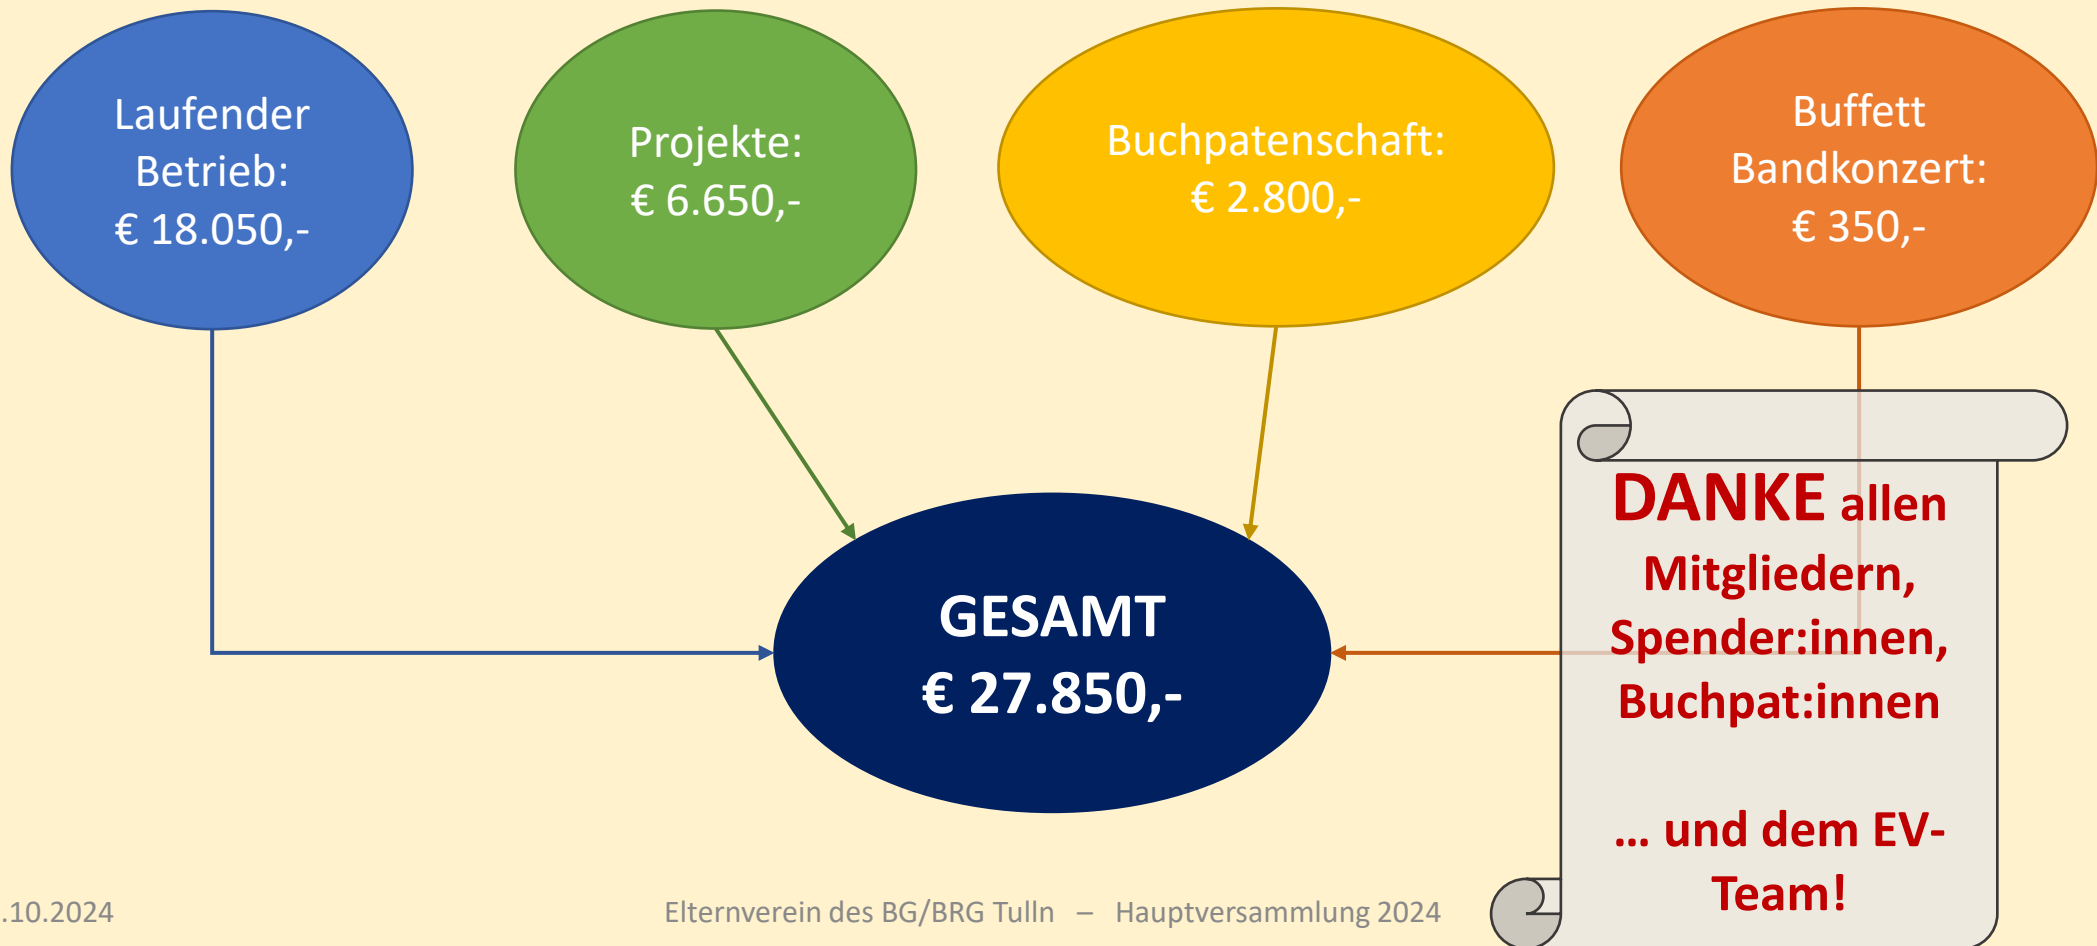 Laufender
Betrieb:
€ 18.050,-
Projekte:
€ 6.650,-
Buchpatenschaft:
€ 2.800,-
Buffett
Bandkonzert:
€ 350,-
GESAMT
€ 27.850,-
DANKE allen
Mitgliedern,
Spender:innen,
Buchpat:innen
… und dem EV-
Team!
.10.2024
Elternverein des BG/BRG Tulln – Hauptversammlung 2024